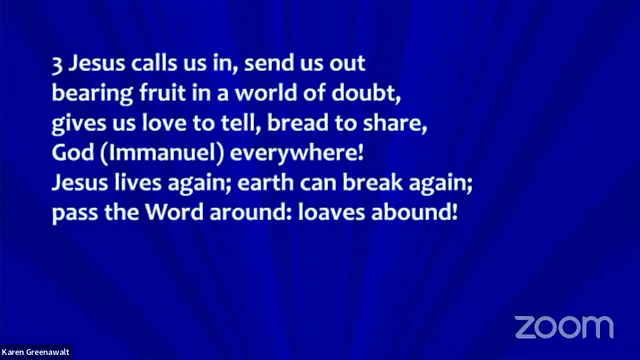 3 Jesus calls us in, send us out
bearing fruit in a world of doubt,
gives us love to tell, bread to share,
God (Immanuel) everywhere!
Jesus lives again; earth can break again;
pass the Word around: loaves abound!
zoom
Karen Greenawalt